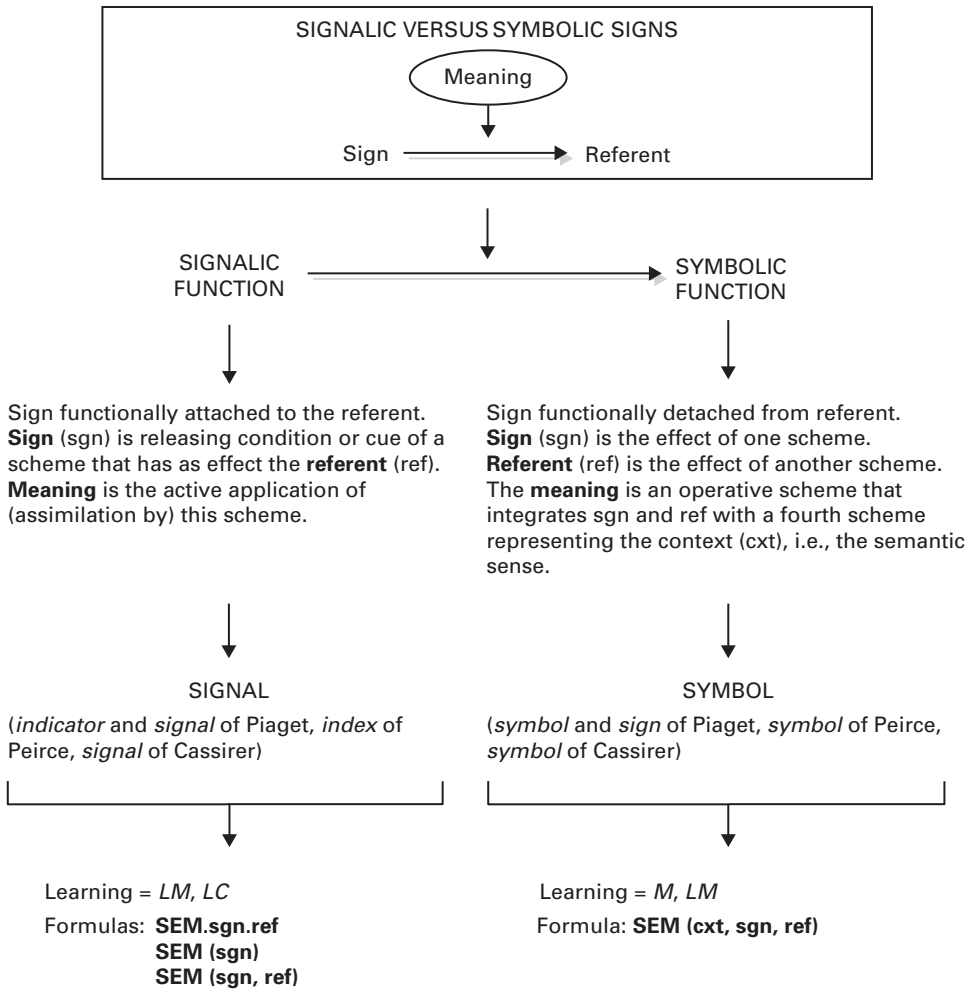 SIGNALIC VERSUS SYMBOLIC SIGNS
Meaning
Sign Referent
SIGNALIC
FUNCTION
SYMBOLIC
FUNCTION
Sign functionally attached to the referent.
Sign (sgn) is releasing condition or cue of a
scheme that has as effect the referent (ref).
Meaning is the active application of
(assimilation by) this scheme.
Sign functionally detached from referent.
Sign (sgn) is the effect of one scheme.
Referent (ref) is the effect of another scheme.
The meaning is an operative scheme that
integrates sgn and ref with a fourth scheme
representing the context (cxt), i.e., the semantic
sense.
SIGNAL
(indicator and signal of Piaget, index of
Peirce, signal of Cassirer)
SYMBOL
(symbol and sign of Piaget, symbol of Peirce,
symbol of Cassirer)
Learning = LM, LC
Formulas: SEM.sgn.ref
SEM (sgn)
SEM (sgn, ref)
Learning = M, LM
Formula: SEM (cxt, sgn, ref)